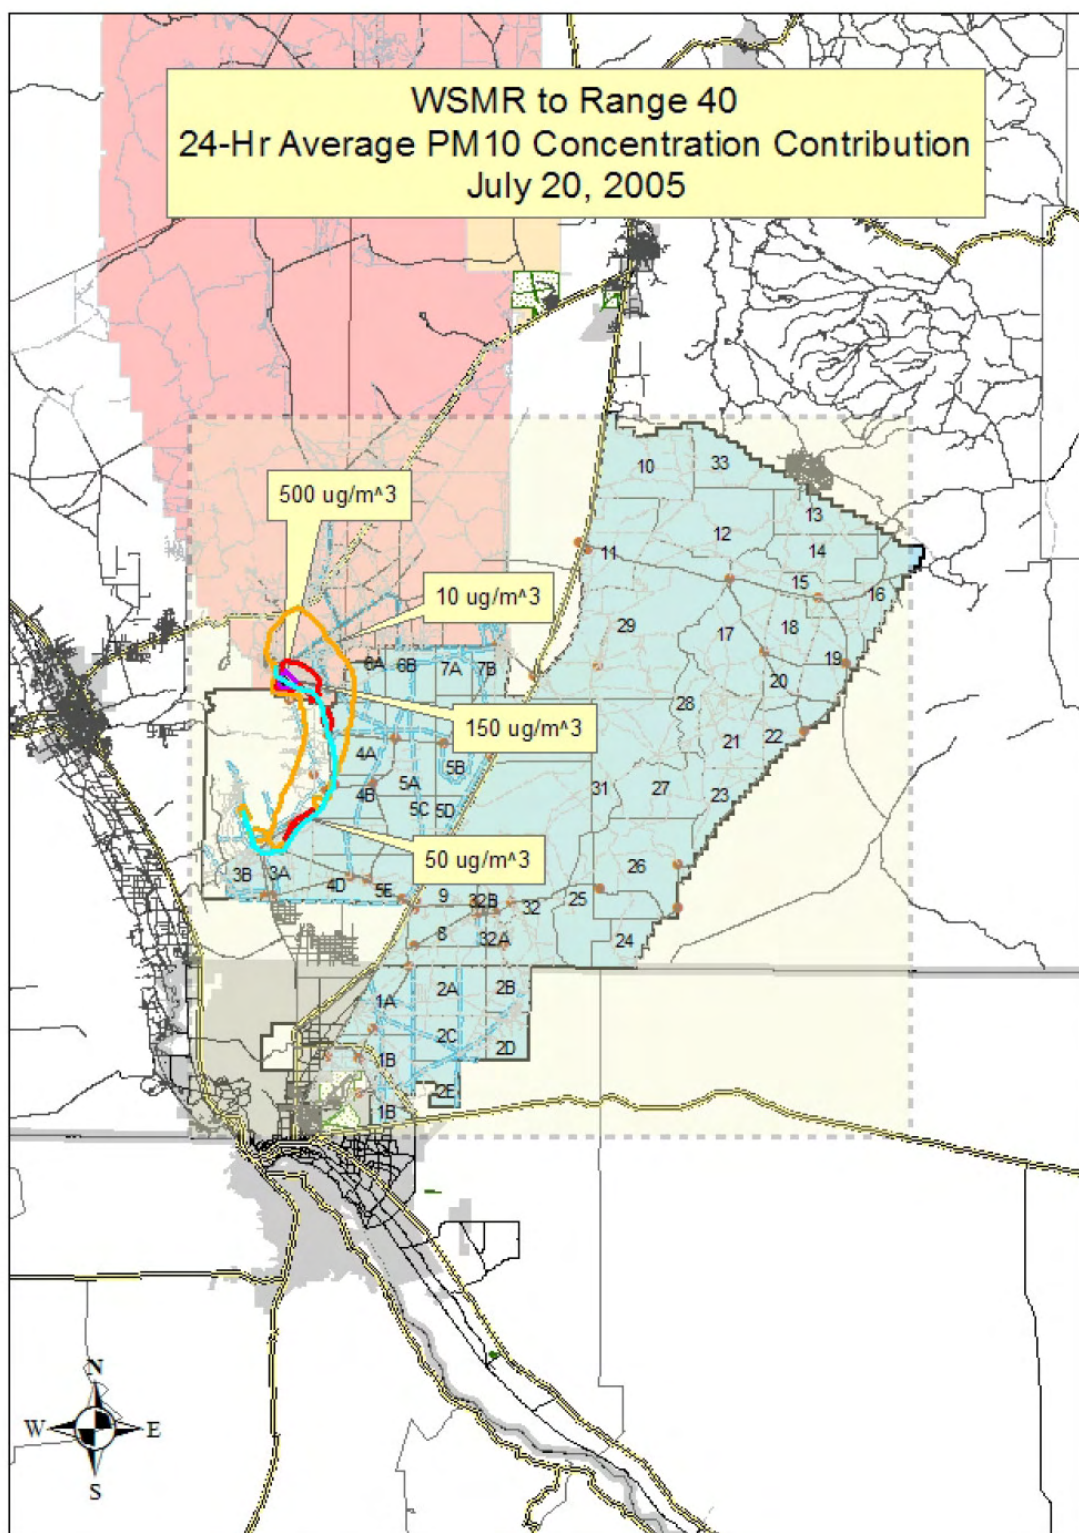 WSMR to Range 40
24-Hr Average PM10 Concentration Contribution
July 20, 2005
10
33
500 ug/m^3
13
12
11
14
10 ug/m^3
15
16
17
18
29
6A
6B
7A
7B
19
20
28
150 ug/m^3
21
22
4A
5B
5A
4B
31
27
23
5C
5D
50 ug/m^3
26
3B
3A
4D
5E
9
32B
32
25
8
32A
24
2A
2B
1A
2C
2D
1B
2E
1B
N
W
E
S